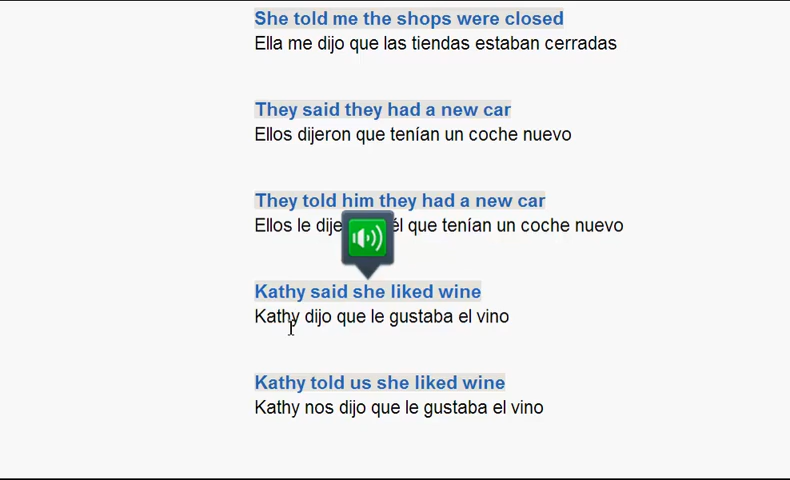 She told me the shops were closed
Ella me dijo que las tiendas estaban cerradas
They said they had a new car
Ellos dijeron que tenían un coche nuevo
They told him they had a new car
Ellos le él que tenían un coche nuevo
Kathy said she liked wine
Kathy dijo que le gustaba el vino
Kathy told us she liked wine
Kathy nos dijo que le gustaba el vino